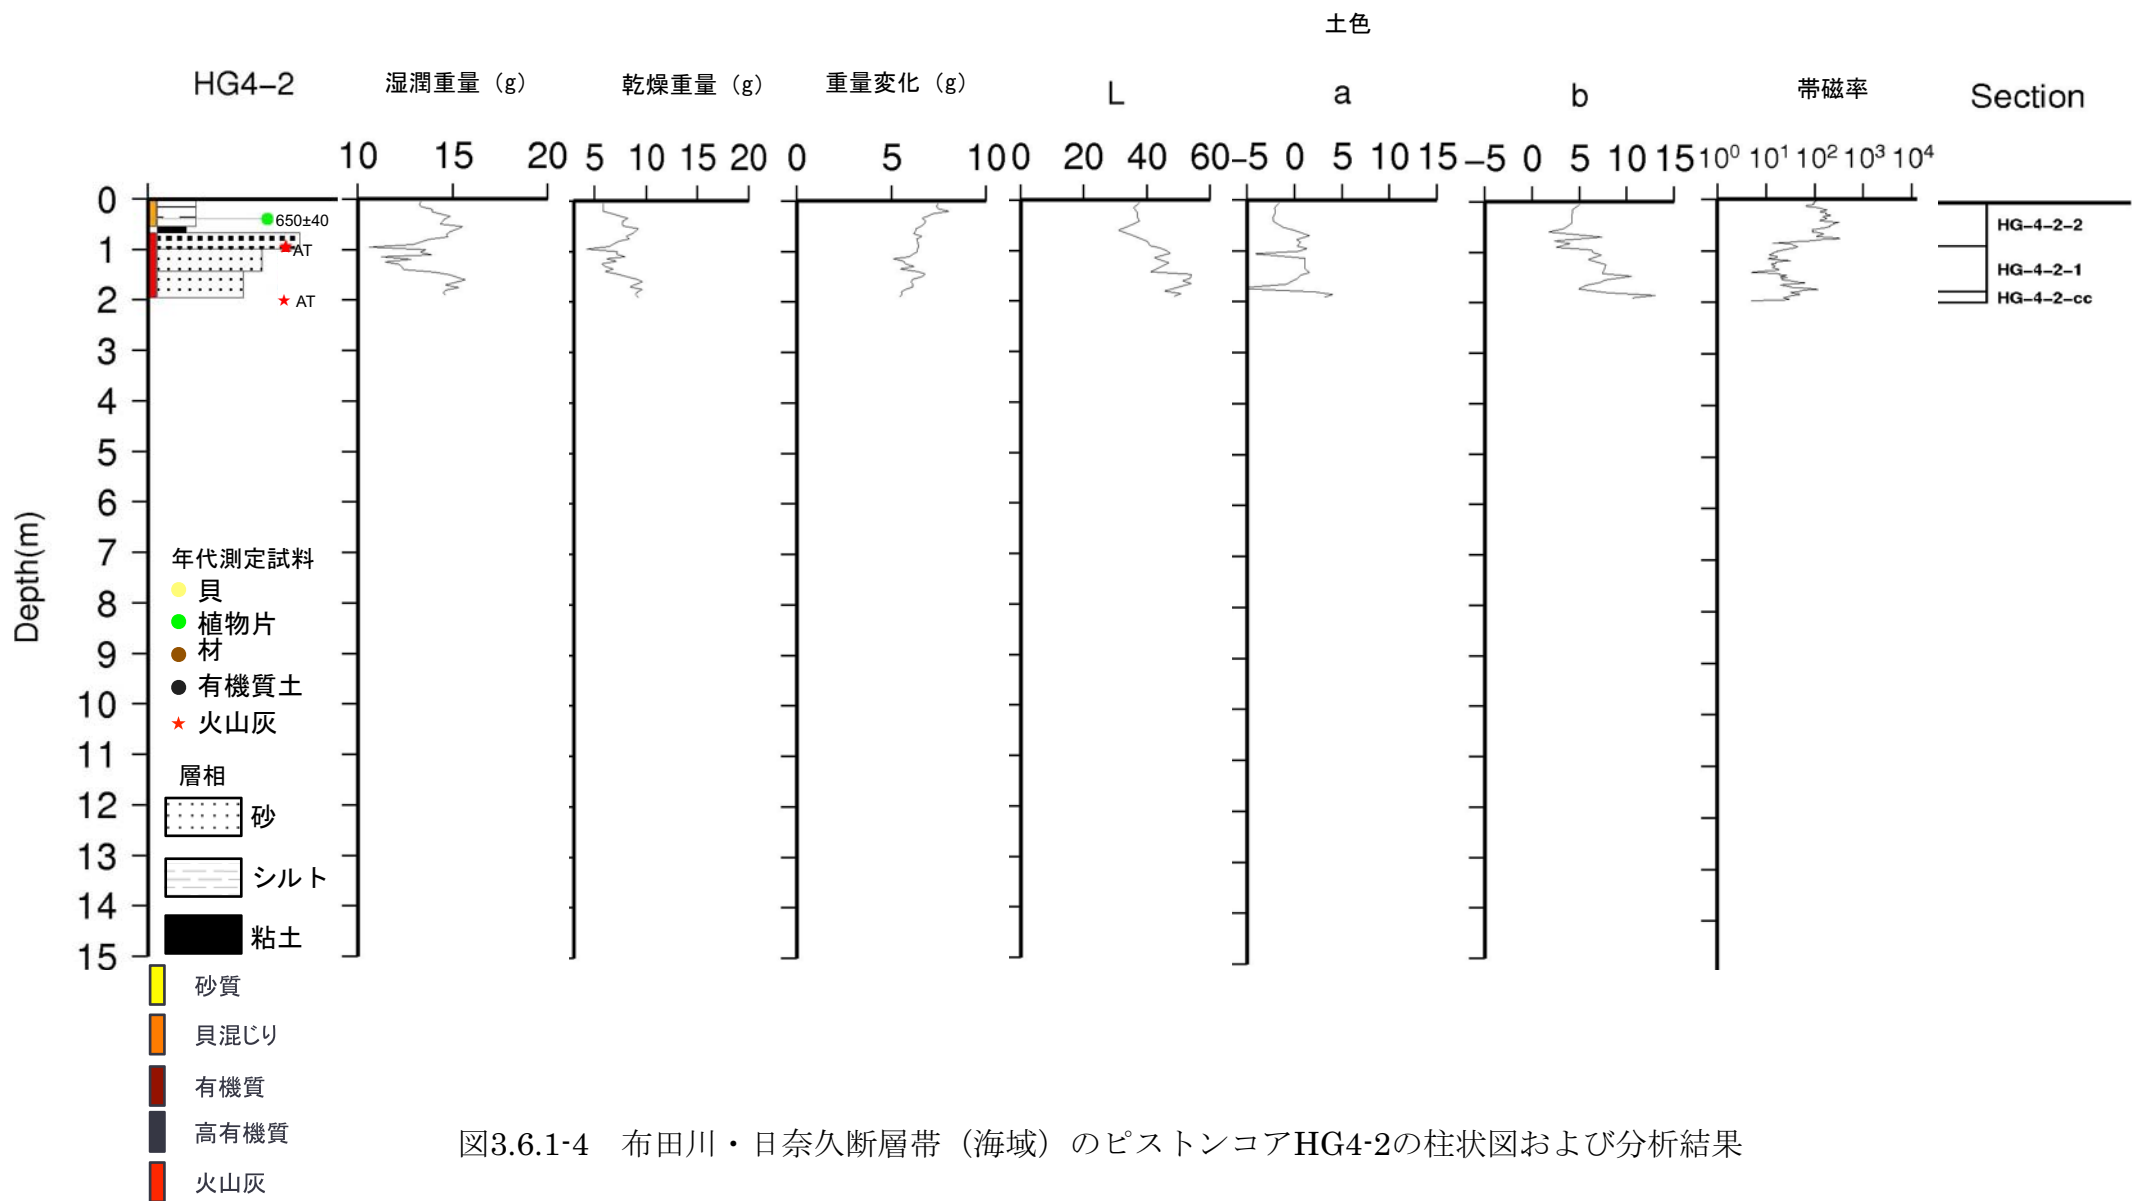 土色
HG4-2
湿潤重量（g）
乾燥重量（g）
重量変化（g）
L
a
b
帯磁率
Section
10 15 20
5 10 15 20
0 5 10
0 20 40 60
-5 0 5 10 15
-5 0 5 10 15
10⁰ 10¹ 10² 10³ 10⁴
Depth(m)
0
1
2
3
4
5
6
7
8
9
10
11
12
13
14
15
650±40
AT
AT
HG-4-2-2
HG-4-2-1
HG-4-2-cc
年代測定試料
貝
植物片
材
有機質土
火山灰
層相
砂
シルト
粘土
砂質
貝混じり
有機質
高有機質
火山灰
図3.6.1-4　布田川・日奈久断層帯（海域）のピストンコアHG4-2の柱状図および分析結果